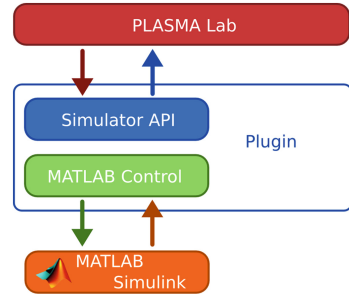 PLASMA Lab
Simulator API
Plugin
MATLAB Control
MATLAB
Simulink